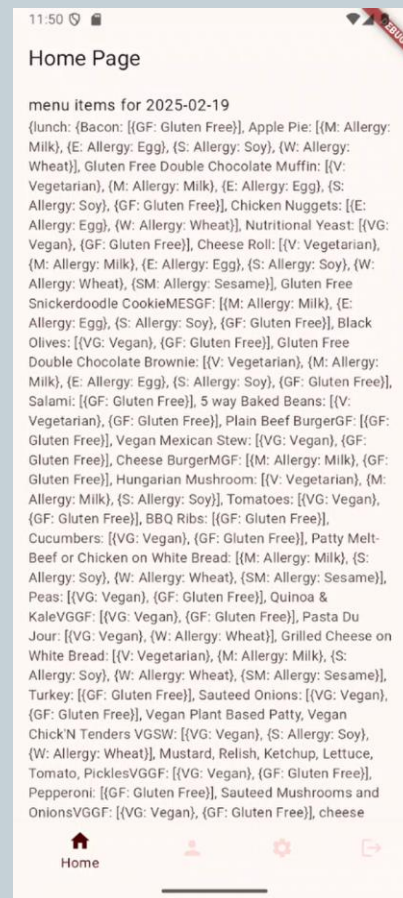 11:50
DEBUG
Home Page
menu items for 2025-02-19
{lunch: {Bacon: [{GF: Gluten Free}], Apple Pie: [{M: Allergy:
Milk}, {E: Allergy: Egg}, {S: Allergy: Soy}, {W: Allergy:
Wheat}], Gluten Free Double Chocolate Muffin: [{V:
Vegetarian}, {M: Allergy: Milk}, {E: Allergy: Egg}, {S:
Allergy: Soy}, {GF: Gluten Free}], Chicken Nuggets: [{E:
Allergy: Egg}, {W: Allergy: Wheat}], Nutritional Yeast: [{VG:
Vegan}, {GF: Gluten Free}], Cheese Roll: [{V: Vegetarian},
{M: Allergy: Milk}, {E: Allergy: Egg}, {S: Allergy: Soy}, {W:
Allergy: Wheat}, {SM: Allergy: Sesame}], Gluten Free
Snickerdoodle CookieMESGF: [{M: Allergy: Milk}, {E:
Allergy: Egg}, {S: Allergy: Soy}, {GF: Gluten Free}], Black
Olives: [{VG: Vegan}, {GF: Gluten Free}], Gluten Free
Double Chocolate Brownie: [{V: Vegetarian}, {M: Allergy:
Milk}, {E: Allergy: Egg}, {S: Allergy: Soy}, {GF: Gluten Free}],
Salami: [{GF: Gluten Free}], 5 way Baked Beans: [{V:
Vegetarian}, {GF: Gluten Free}], Plain Beef BurgerGF: [{GF:
Gluten Free}], Vegan Mexican Stew: [{VG: Vegan}, {GF:
Gluten Free}], Cheese BurgerMGF: [{M: Allergy: Milk}, {GF:
Gluten Free}], Hungarian Mushroom: [{V: Vegetarian}, {M:
Allergy: Milk}, {S: Allergy: Soy}], Tomatoes: [{VG: Vegan},
{GF: Gluten Free}], BBQ Ribs: [{GF: Gluten Free}],
Cucumbers: [{VG: Vegan}, {GF: Gluten Free}], Patty Melt-
Beef or Chicken on White Bread: [{M: Allergy: Milk}, {S:
Allergy: Soy}, {W: Allergy: Wheat}, {SM: Allergy: Sesame}],
Peas: [{VG: Vegan}, {GF: Gluten Free}], Quinoa &
KaleVGGF: [{VG: Vegan}, {GF: Gluten Free}], Pasta Du
Jour: [{VG: Vegan}, {W: Allergy: Wheat}], Grilled Cheese on
White Bread: [{V: Vegetarian}, {M: Allergy: Milk}, {S:
Allergy: Soy}, {W: Allergy: Wheat}, {SM: Allergy: Sesame}],
Turkey: [{GF: Gluten Free}], Sauteed Onions: [{VG: Vegan},
{GF: Gluten Free}], Vegan Plant Based Patty, Vegan
Chick'N Tenders VGSW: [{VG: Vegan}, {S: Allergy: Soy},
{W: Allergy: Wheat}], Mustard, Relish, Ketchup, Lettuce,
Tomato, PicklesVGGF: [{VG: Vegan}, {GF: Gluten Free}],
Pepperoni: [{GF: Gluten Free}], Sauteed Mushrooms and
OnionsVGGF: [{VG: Vegan}, {GF: Gluten Free}], cheese
Home